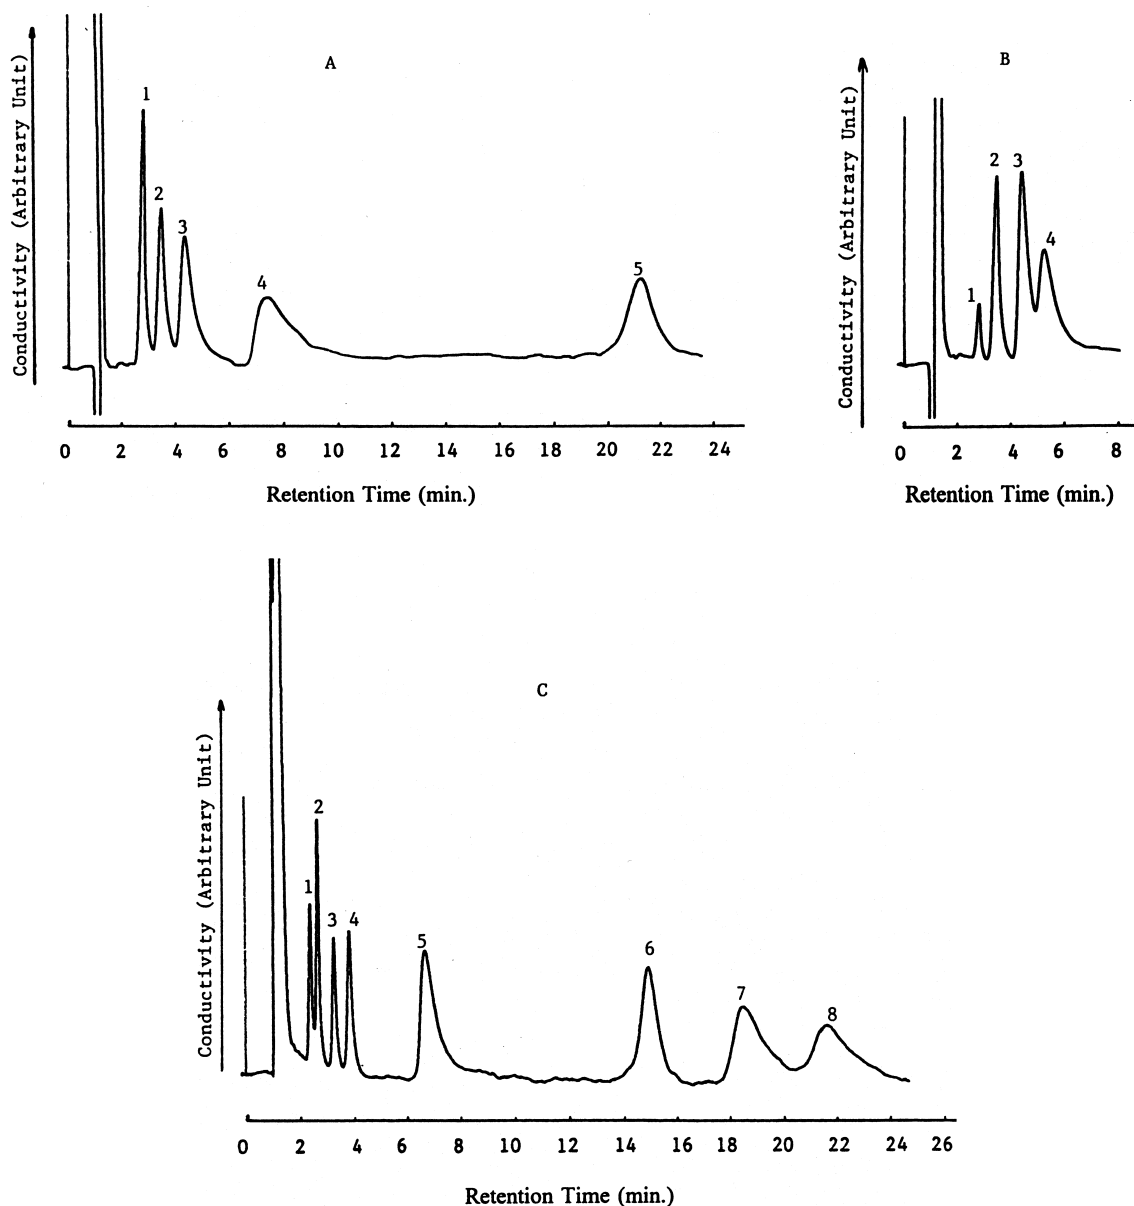 A
Conductivity (Arbitrary Unit)
1
2
3
4
5
0 2 4 6 8 10 12 14 16 18 20 22 24
Retention Time (min.)
B
Conductivity (Arbitrary Unit)
1
2
3
4
0 2 4 6 8
Retention Time (min.)
C
Conductivity (Arbitrary Unit)
1
2
3
4
5
6
7
8
0 2 4 6 8 10 12 14 16 18 20 22 24 26
Retention Time (min.)